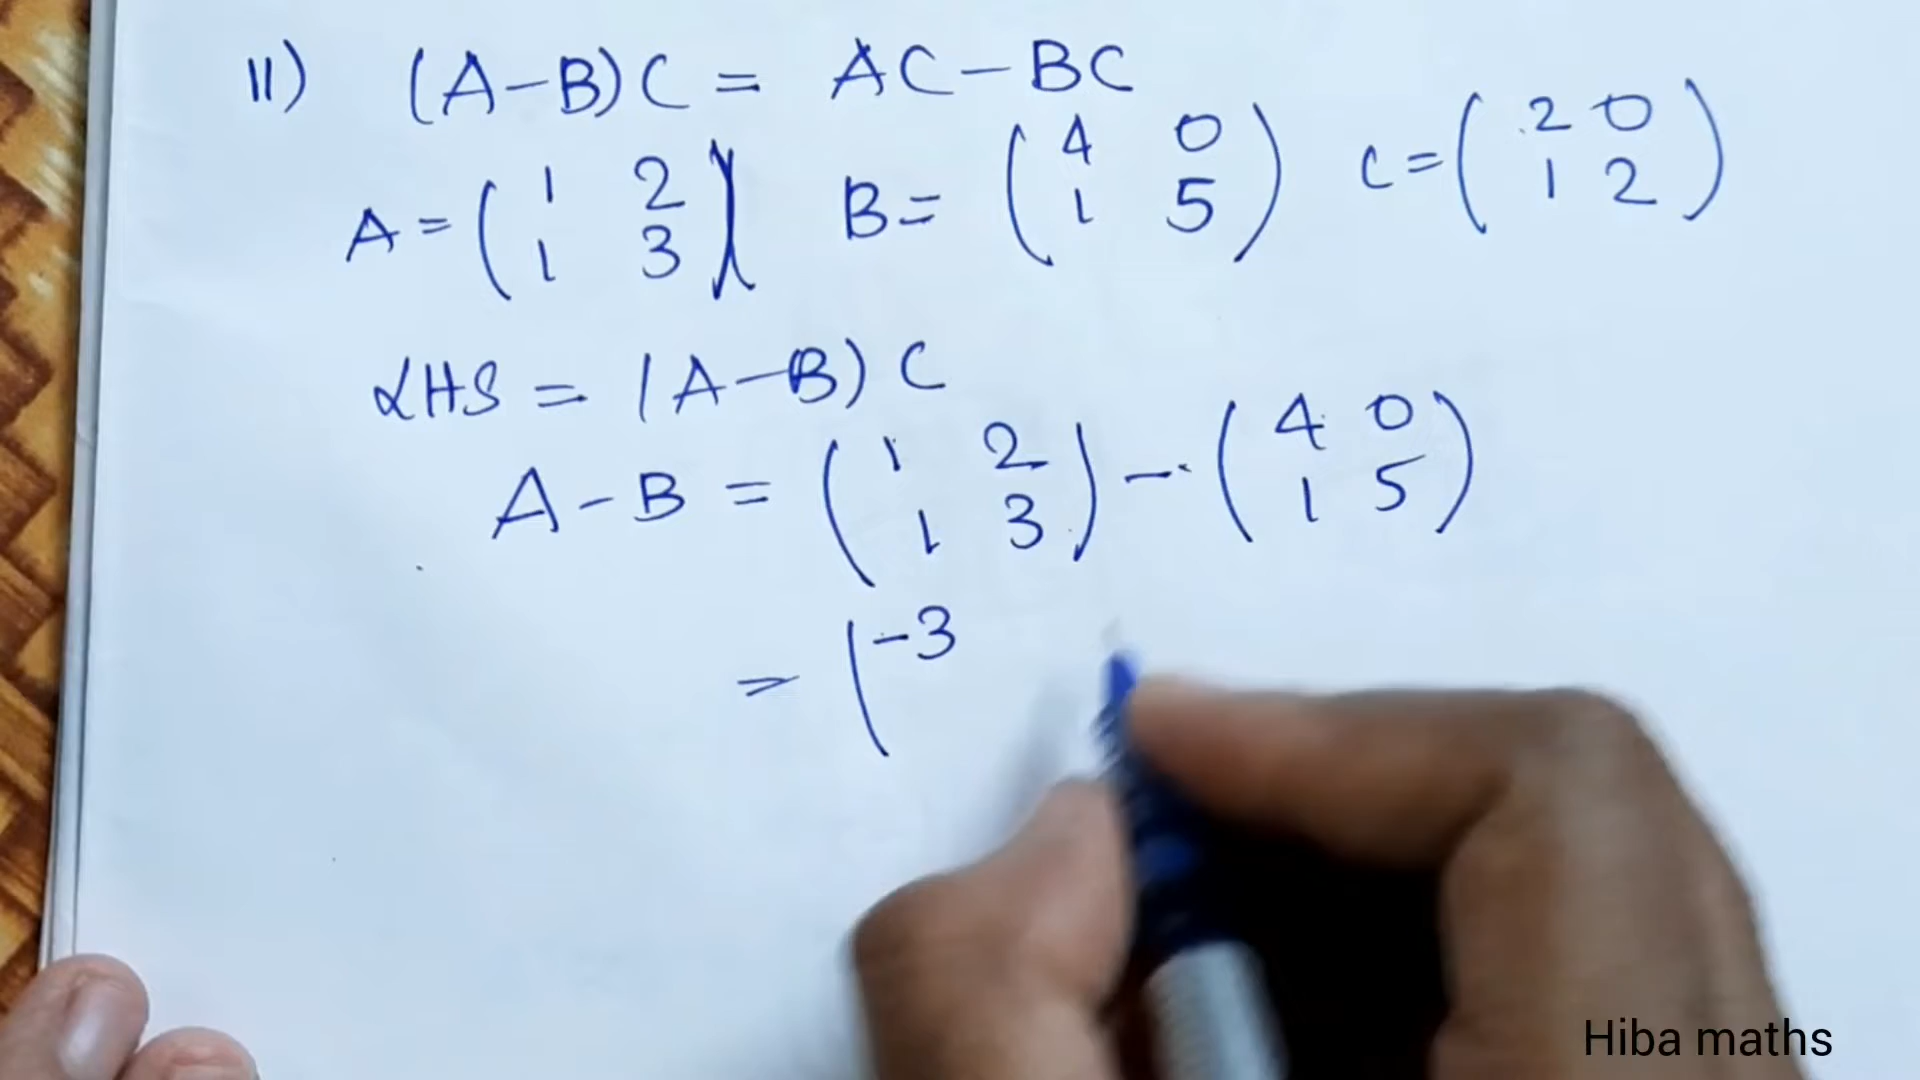 11) (A-B)C = AC-BC
A = (1 2 B = (4 0) C = (2 0
1 3) 1 5) 1 2)
LHS = (A-B) C
A-B = (1 2 - (4 0
1 3) 1 5)
= (-3
Hiba maths